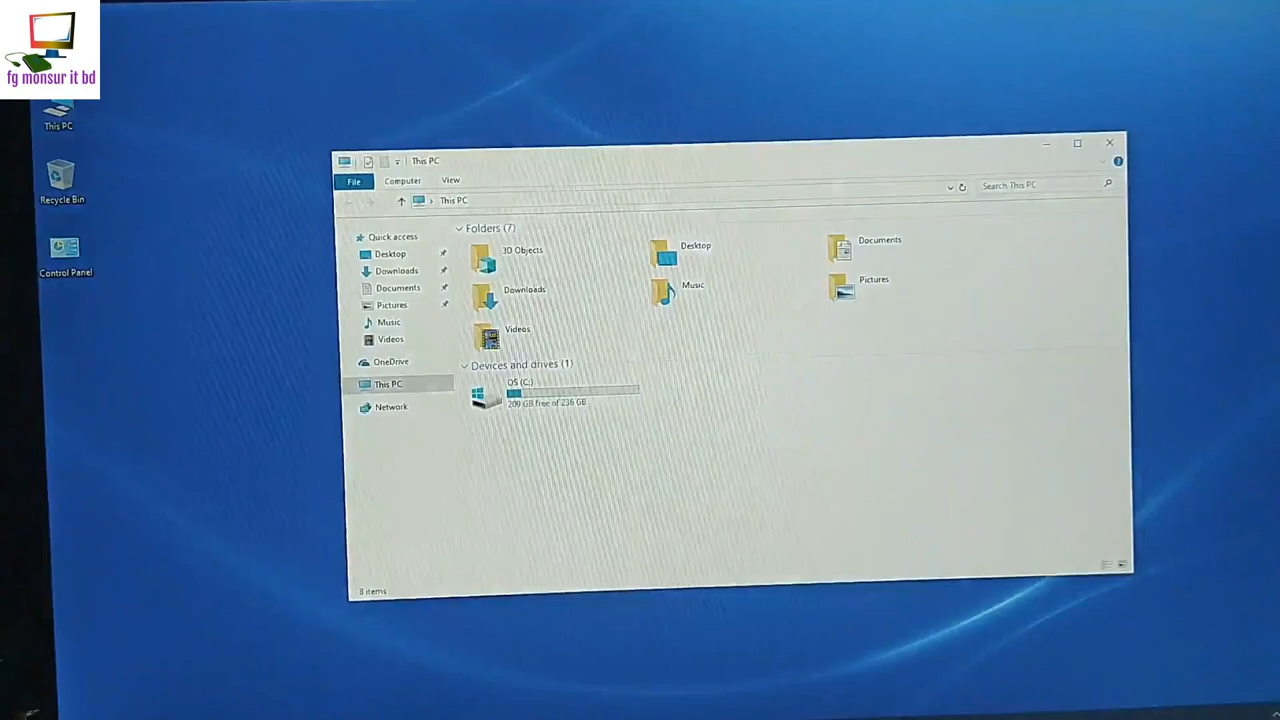 fg monsur it bd
This PC
Recycle Bin
Control Panel
This PC
File Computer View
This PC
Search This PC
Quick access
Desktop
Downloads
Documents
Pictures
Music
Videos
OneDrive
This PC
Network
Folders (7)
3D Objects
Desktop
Documents
Downloads
Music
Pictures
Videos
Devices and drives (1)
OS (C:)
209 GB free of 236 GB
8 items